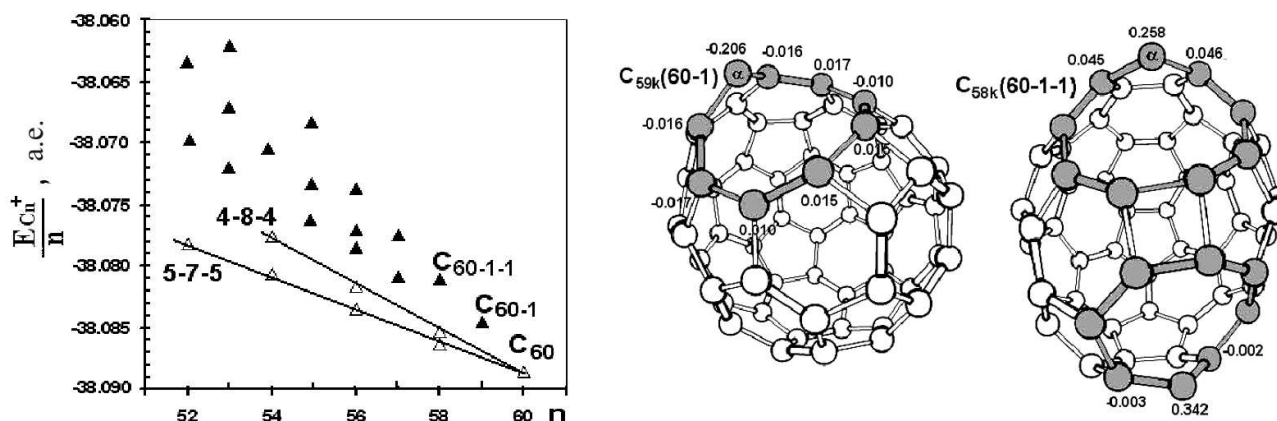 -38.060
-38.065
-38.070
-38.075
-38.080
-38.085
-38.090
E Cn + / n , a.e.
4-8-4
5-7-5
C60-1-1
C60-1
C60
52 54 56 58 60 n
-0.206 -0.016 0.017
C59k(60-1) α -0.010
-0.016
0.015
-0.017
0.015
0.010
0.258
0.045 α 0.046
C58k(60-1-1)
-0.002
-0.003 0.342